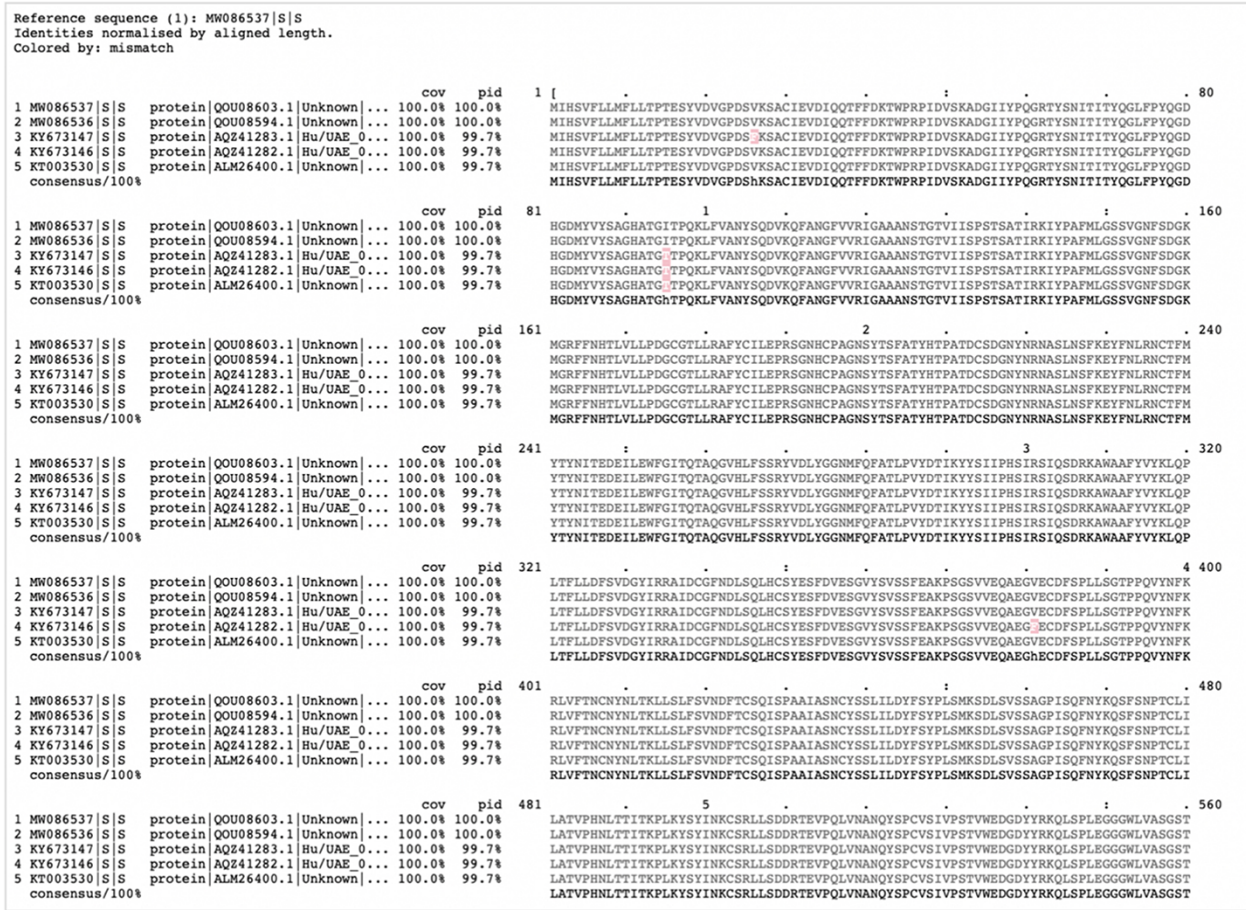 Reference sequence (1): MW086537|S|S
Identities normalised by aligned length.
Colored by: mismatch
cov pid 1 [ . . . . : . . . 80
1 MW086537|S|S protein|QOU08603.1|Unknown|... 100.0% 100.0% MIHSVFLLMFLLTPTESYVDVGPDSVKSACIEVDIQQTFFDKTWPRPIDVSKADGIIYPQGRTYSNITITYQGLFPYQGD
2 MW086536|S|S protein|QOU08594.1|Unknown|... 100.0% 100.0% MIHSVFLLMFLLTPTESYVDVGPDSVKSACIEVDIQQTFFDKTWPRPIDVSKADGIIYPQGRTYSNITITYQGLFPYQGD
3 KY673147|S|S protein|AQZ41283.1|Hu/UAE_0... 100.0% 99.7% MIHSVFLLMFLLTPTESYVDVGPDSFKSACIEVDIQQTFFDKTWPRPIDVSKADGIIYPQGRTYSNITITYQGLFPYQGD
4 KY673146|S|S protein|AQZ41282.1|Hu/UAE_0... 100.0% 99.7% MIHSVFLLMFLLTPTESYVDVGPDSVKSACIEVDIQQTFFDKTWPRPIDVSKADGIIYPQGRTYSNITITYQGLFPYQGD
5 KT003530|S|S protein|ALM26400.1|Unknown|... 100.0% 99.7% MIHSVFLLMFLLTPTESYVDVGPDSVKSACIEVDIQQTFFDKTWPRPIDVSKADGIIYPQGRTYSNITITYQGLFPYQGD
consensus/100% MIHSVFLLMFLLTPTESYVDVGPDShKSACIEVDIQQTFFDKTWPRPIDVSKADGIIYPQGRTYSNITITYQGLFPYQGD
cov pid 81 . 1 . . . . : . 160
1 MW086537|S|S protein|QOU08603.1|Unknown|... 100.0% 100.0% HGDMYVYSAGHATGITPQKLFVANYSQDVKQFANGFVVRIGAAANSTGTVIISPSTSATIRKIYPAFMLGSSVGNFSDGK
2 MW086536|S|S protein|QOU08594.1|Unknown|... 100.0% 100.0% HGDMYVYSAGHATGITPQKLFVANYSQDVKQFANGFVVRIGAAANSTGTVIISPSTSATIRKIYPAFMLGSSVGNFSDGK
3 KY673147|S|S protein|AQZ41283.1|Hu/UAE_0... 100.0% 99.7% HGDMYVYSAGHATGTTPQKLFVANYSQDVKQFANGFVVRIGAAANSTGTVIISPSTSATIRKIYPAFMLGSSVGNFSDGK
4 KY673146|S|S protein|AQZ41282.1|Hu/UAE_0... 100.0% 99.7% HGDMYVYSAGHATGTTPQKLFVANYSQDVKQFANGFVVRIGAAANSTGTVIISPSTSATIRKIYPAFMLGSSVGNFSDGK
5 KT003530|S|S protein|ALM26400.1|Unknown|... 100.0% 99.7% HGDMYVYSAGHATGTTPQKLFVANYSQDVKQFANGFVVRIGAAANSTGTVIISPSTSATIRKIYPAFMLGSSVGNFSDGK
consensus/100% HGDMYVYSAGHATGhTPQKLFVANYSQDVKQFANGFVVRIGAAANSTGTVIISPSTSATIRKIYPAFMLGSSVGNFSDGK
cov pid 161 . . . 2 . . . . 240
1 MW086537|S|S protein|QOU08603.1|Unknown|... 100.0% 100.0% MGRFFNHTLVLLPDGCGTLLRAFYCILEPRSGNHCPAGNSYTSFATYHTPATDCSDGNYNRNASLNSFKEYFNLRNCTFM
2 MW086536|S|S protein|QOU08594.1|Unknown|... 100.0% 100.0% MGRFFNHTLVLLPDGCGTLLRAFYCILEPRSGNHCPAGNSYTSFATYHTPATDCSDGNYNRNASLNSFKEYFNLRNCTFM
3 KY673147|S|S protein|AQZ41283.1|Hu/UAE_0... 100.0% 99.7% MGRFFNHTLVLLPDGCGTLLRAFYCILEPRSGNHCPAGNSYTSFATYHTPATDCSDGNYNRNASLNSFKEYFNLRNCTFM
4 KY673146|S|S protein|AQZ41282.1|Hu/UAE_0... 100.0% 99.7% MGRFFNHTLVLLPDGCGTLLRAFYCILEPRSGNHCPAGNSYTSFATYHTPATDCSDGNYNRNASLNSFKEYFNLRNCTFM
5 KT003530|S|S protein|ALM26400.1|Unknown|... 100.0% 99.7% MGRFFNHTLVLLPDGCGTLLRAFYCILEPRSGNHCPAGNSYTSFATYHTPATDCSDGNYNRNASLNSFKEYFNLRNCTFM
consensus/100% MGRFFNHTLVLLPDGCGTLLRAFYCILEPRSGNHCPAGNSYTSFATYHTPATDCSDGNYNRNASLNSFKEYFNLRNCTFM
cov pid 241 : . . . . 3 . . 320
1 MW086537|S|S protein|QOU08603.1|Unknown|... 100.0% 100.0% YTYNITEDEILEWFGITQTAQGVHLFSSRYVDLYGGNMFQFATLPVYDTIKYYSIIPHSIRSIQSDRKAWAAFYVYKLQP
2 MW086536|S|S protein|QOU08594.1|Unknown|... 100.0% 100.0% YTYNITEDEILEWFGITQTAQGVHLFSSRYVDLYGGNMFQFATLPVYDTIKYYSIIPHSIRSIQSDRKAWAAFYVYKLQP
3 KY673147|S|S protein|AQZ41283.1|Hu/UAE_0... 100.0% 99.7% YTYNITEDEILEWFGITQTAQGVHLFSSRYVDLYGGNMFQFATLPVYDTIKYYSIIPHSIRSIQSDRKAWAAFYVYKLQP
4 KY673146|S|S protein|AQZ41282.1|Hu/UAE_0... 100.0% 99.7% YTYNITEDEILEWFGITQTAQGVHLFSSRYVDLYGGNMFQFATLPVYDTIKYYSIIPHSIRSIQSDRKAWAAFYVYKLQP
5 KT003530|S|S protein|ALM26400.1|Unknown|... 100.0% 99.7% YTYNITEDEILEWFGITQTAQGVHLFSSRYVDLYGGNMFQFATLPVYDTIKYYSIIPHSIRSIQSDRKAWAAFYVYKLQP
consensus/100% YTYNITEDEILEWFGITQTAQGVHLFSSRYVDLYGGNMFQFATLPVYDTIKYYSIIPHSIRSIQSDRKAWAAFYVYKLQP
cov pid 321 . . : . . . . 4 400
1 MW086537|S|S protein|QOU08603.1|Unknown|... 100.0% 100.0% LTFLLDFSVDGYIRRAIDCGFNDLSQLHCSYESFDVESGVYSVSSFEAKPSGSVVEQAEGVECDFSPLLSGTPPQVYNFK
2 MW086536|S|S protein|QOU08594.1|Unknown|... 100.0% 100.0% LTFLLDFSVDGYIRRAIDCGFNDLSQLHCSYESFDVESGVYSVSSFEAKPSGSVVEQAEGVECDFSPLLSGTPPQVYNFK
3 KY673147|S|S protein|AQZ41283.1|Hu/UAE_0... 100.0% 99.7% LTFLLDFSVDGYIRRAIDCGFNDLSQLHCSYESFDVESGVYSVSSFEAKPSGSVVEQAEGVECDFSPLLSGTPPQVYNFK
4 KY673146|S|S protein|AQZ41282.1|Hu/UAE_0... 100.0% 99.7% LTFLLDFSVDGYIRRAIDCGFNDLSQLHCSYESFDVESGVYSVSSFEAKPSGSVVEQAEGFECDFSPLLSGTPPQVYNFK
5 KT003530|S|S protein|ALM26400.1|Unknown|... 100.0% 99.7% LTFLLDFSVDGYIRRAIDCGFNDLSQLHCSYESFDVESGVYSVSSFEAKPSGSVVEQAEGVECDFSPLLSGTPPQVYNFK
consensus/100% LTFLLDFSVDGYIRRAIDCGFNDLSQLHCSYESFDVESGVYSVSSFEAKPSGSVVEQAEGhECDFSPLLSGTPPQVYNFK
cov pid 401 . . . . : . . . 480
1 MW086537|S|S protein|QOU08603.1|Unknown|... 100.0% 100.0% RLVFTNCNYNLTKLLSLFSVNDFTCSQISPAAIASNCYSSLILDYFSYPLSMKSDLSVSSAGPISQFNYKQSFSNPTCLI
2 MW086536|S|S protein|QOU08594.1|Unknown|... 100.0% 100.0% RLVFTNCNYNLTKLLSLFSVNDFTCSQISPAAIASNCYSSLILDYFSYPLSMKSDLSVSSAGPISQFNYKQSFSNPTCLI
3 KY673147|S|S protein|AQZ41283.1|Hu/UAE_0... 100.0% 99.7% RLVFTNCNYNLTKLLSLFSVNDFTCSQISPAAIASNCYSSLILDYFSYPLSMKSDLSVSSAGPISQFNYKQSFSNPTCLI
4 KY673146|S|S protein|AQZ41282.1|Hu/UAE_0... 100.0% 99.7% RLVFTNCNYNLTKLLSLFSVNDFTCSQISPAAIASNCYSSLILDYFSYPLSMKSDLSVSSAGPISQFNYKQSFSNPTCLI
5 KT003530|S|S protein|ALM26400.1|Unknown|... 100.0% 99.7% RLVFTNCNYNLTKLLSLFSVNDFTCSQISPAAIASNCYSSLILDYFSYPLSMKSDLSVSSAGPISQFNYKQSFSNPTCLI
consensus/100% RLVFTNCNYNLTKLLSLFSVNDFTCSQISPAAIASNCYSSLILDYFSYPLSMKSDLSVSSAGPISQFNYKQSFSNPTCLI
cov pid 481 . 5 . . . . : . 560
1 MW086537|S|S protein|QOU08603.1|Unknown|... 100.0% 100.0% LATVPHNLTTITKPLKYSYINKCSRLLSDDRTEVPQLVNANQYSPCVSIVPSTVWEDGDYYRKQLSPLEGGGWLVASGST
2 MW086536|S|S protein|QOU08594.1|Unknown|... 100.0% 100.0% LATVPHNLTTITKPLKYSYINKCSRLLSDDRTEVPQLVNANQYSPCVSIVPSTVWEDGDYYRKQLSPLEGGGWLVASGST
3 KY673147|S|S protein|AQZ41283.1|Hu/UAE_0... 100.0% 99.7% LATVPHNLTTITKPLKYSYINKCSRLLSDDRTEVPQLVNANQYSPCVSIVPSTVWEDGDYYRKQLSPLEGGGWLVASGST
4 KY673146|S|S protein|AQZ41282.1|Hu/UAE_0... 100.0% 99.7% LATVPHNLTTITKPLKYSYINKCSRLLSDDRTEVPQLVNANQYSPCVSIVPSTVWEDGDYYRKQLSPLEGGGWLVASGST
5 KT003530|S|S protein|ALM26400.1|Unknown|... 100.0% 99.7% LATVPHNLTTITKPLKYSYINKCSRLLSDDRTEVPQLVNANQYSPCVSIVPSTVWEDGDYYRKQLSPLEGGGWLVASGST
consensus/100% LATVPHNLTTITKPLKYSYINKCSRLLSDDRTEVPQLVNANQYSPCVSIVPSTVWEDGDYYRKQLSPLEGGGWLVASGST